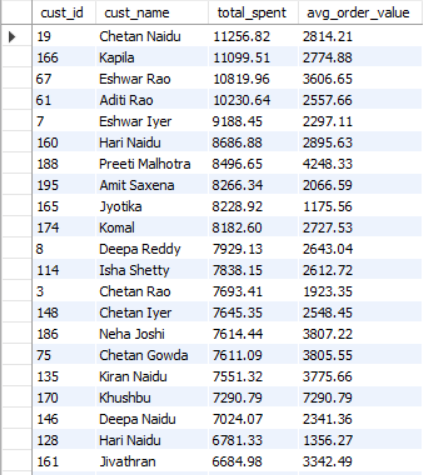 cust_id cust_name total_spent avg_order_value
19 Chetan Naidu 11256.82 2814.21
166 Kapila 11099.51 2774.88
67 Eshwar Rao 10819.96 3606.65
61 Aditi Rao 10230.64 2557.66
7 Eshwar Iyer 9188.45 2297.11
160 Hari Naidu 8686.88 2895.63
188 Preeti Malhotra 8496.65 4248.33
195 Amit Saxena 8266.34 2066.59
165 Jyotika 8228.92 1175.56
174 Komal 8182.60 2727.53
8 Deepa Reddy 7929.13 2643.04
114 Isha Shetty 7838.15 2612.72
3 Chetan Rao 7693.41 1923.35
148 Chetan Iyer 7645.35 2548.45
186 Neha Joshi 7614.44 3807.22
75 Chetan Gowda 7611.09 3805.55
135 Kiran Naidu 7551.32 3775.66
170 Khushbu 7290.79 7290.79
146 Deepa Naidu 7024.07 2341.36
128 Hari Naidu 6781.33 1356.27
161 Jivathran 6684.98 3342.49